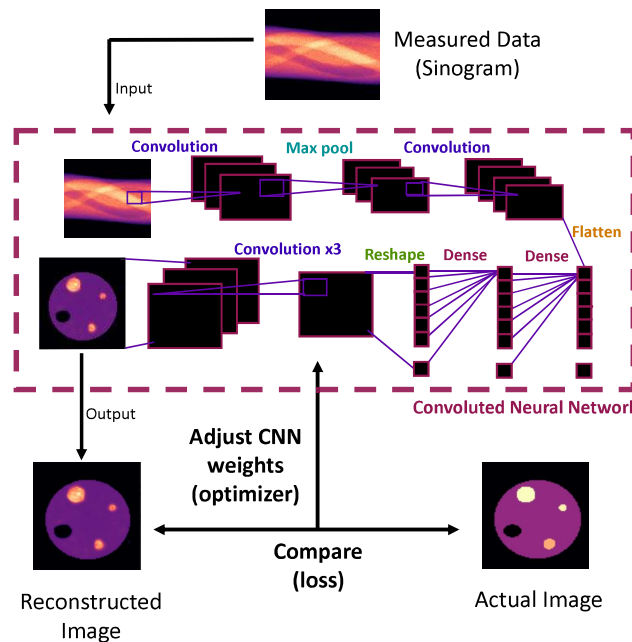 Measured Data
(Sinogram)
Input
Convolution
Max pool
Convolution
Flatten
Convolution x3
Reshape
Dense
Dense
Convoluted Neural Network
Output
Adjust CNN
weights
(optimizer)
Compare
(loss)
Reconstructed
Image
Actual Image